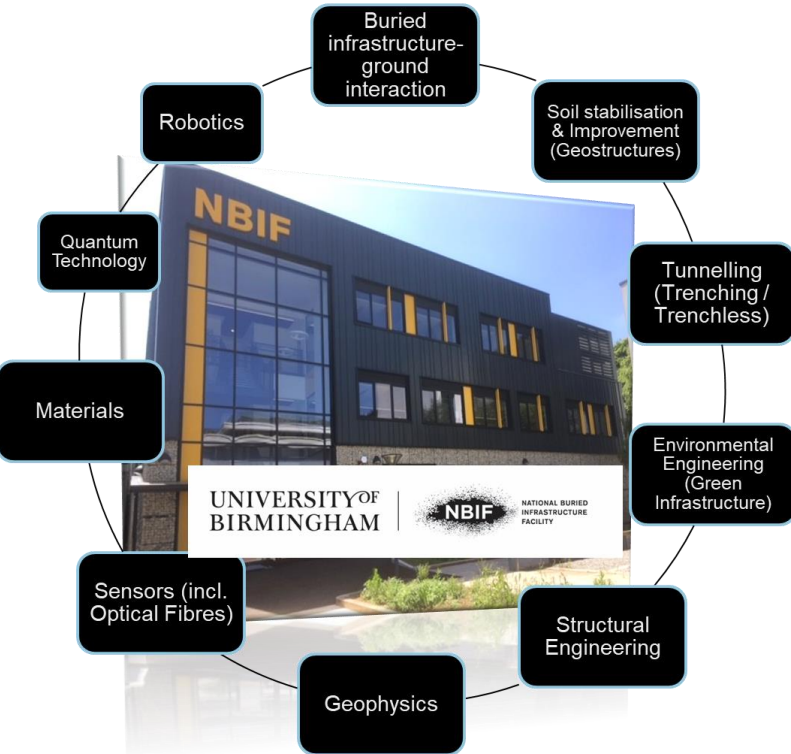 Buried
infrastructure-
ground
interaction
Soil stabilisation
& Improvement
(Geostructures)
Tunnelling
(Trenching /
Trenchless)
Environmental
Engineering
(Green
Infrastructure)
Structural
Engineering
Geophysics
Sensors (incl.
Optical Fibres)
Materials
Quantum
Technology
Robotics
NBIF
UNIVERSITY OF
BIRMINGHAM
NBIF
NATIONAL BURIED
INFRASTRUCTURE
FACILITY